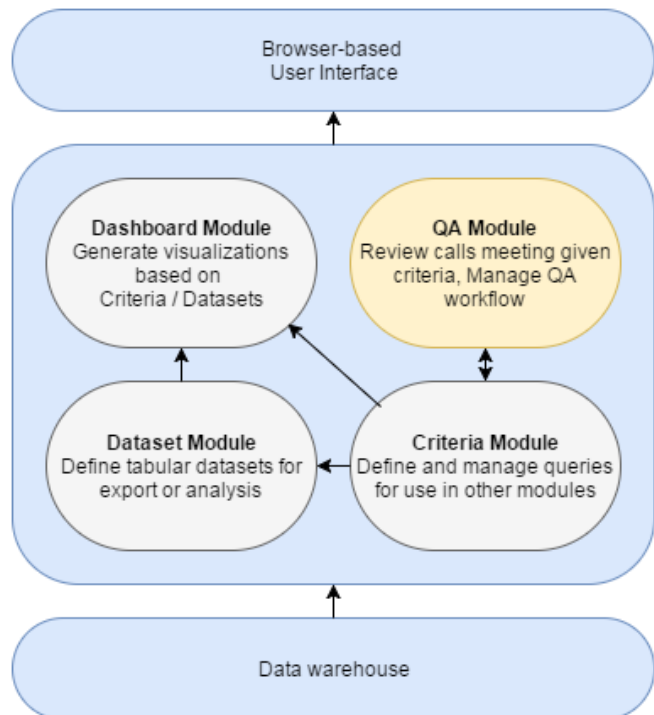 Browser-based
User Interface
Dashboard Module
Generate visualizations
based on
Criteria / Datasets
QA Module
Review calls meeting given
criteria, Manage QA
workflow
Dataset Module
Define tabular datasets for
export or analysis
Criteria Module
Define and manage queries
for use in other modules
Data warehouse